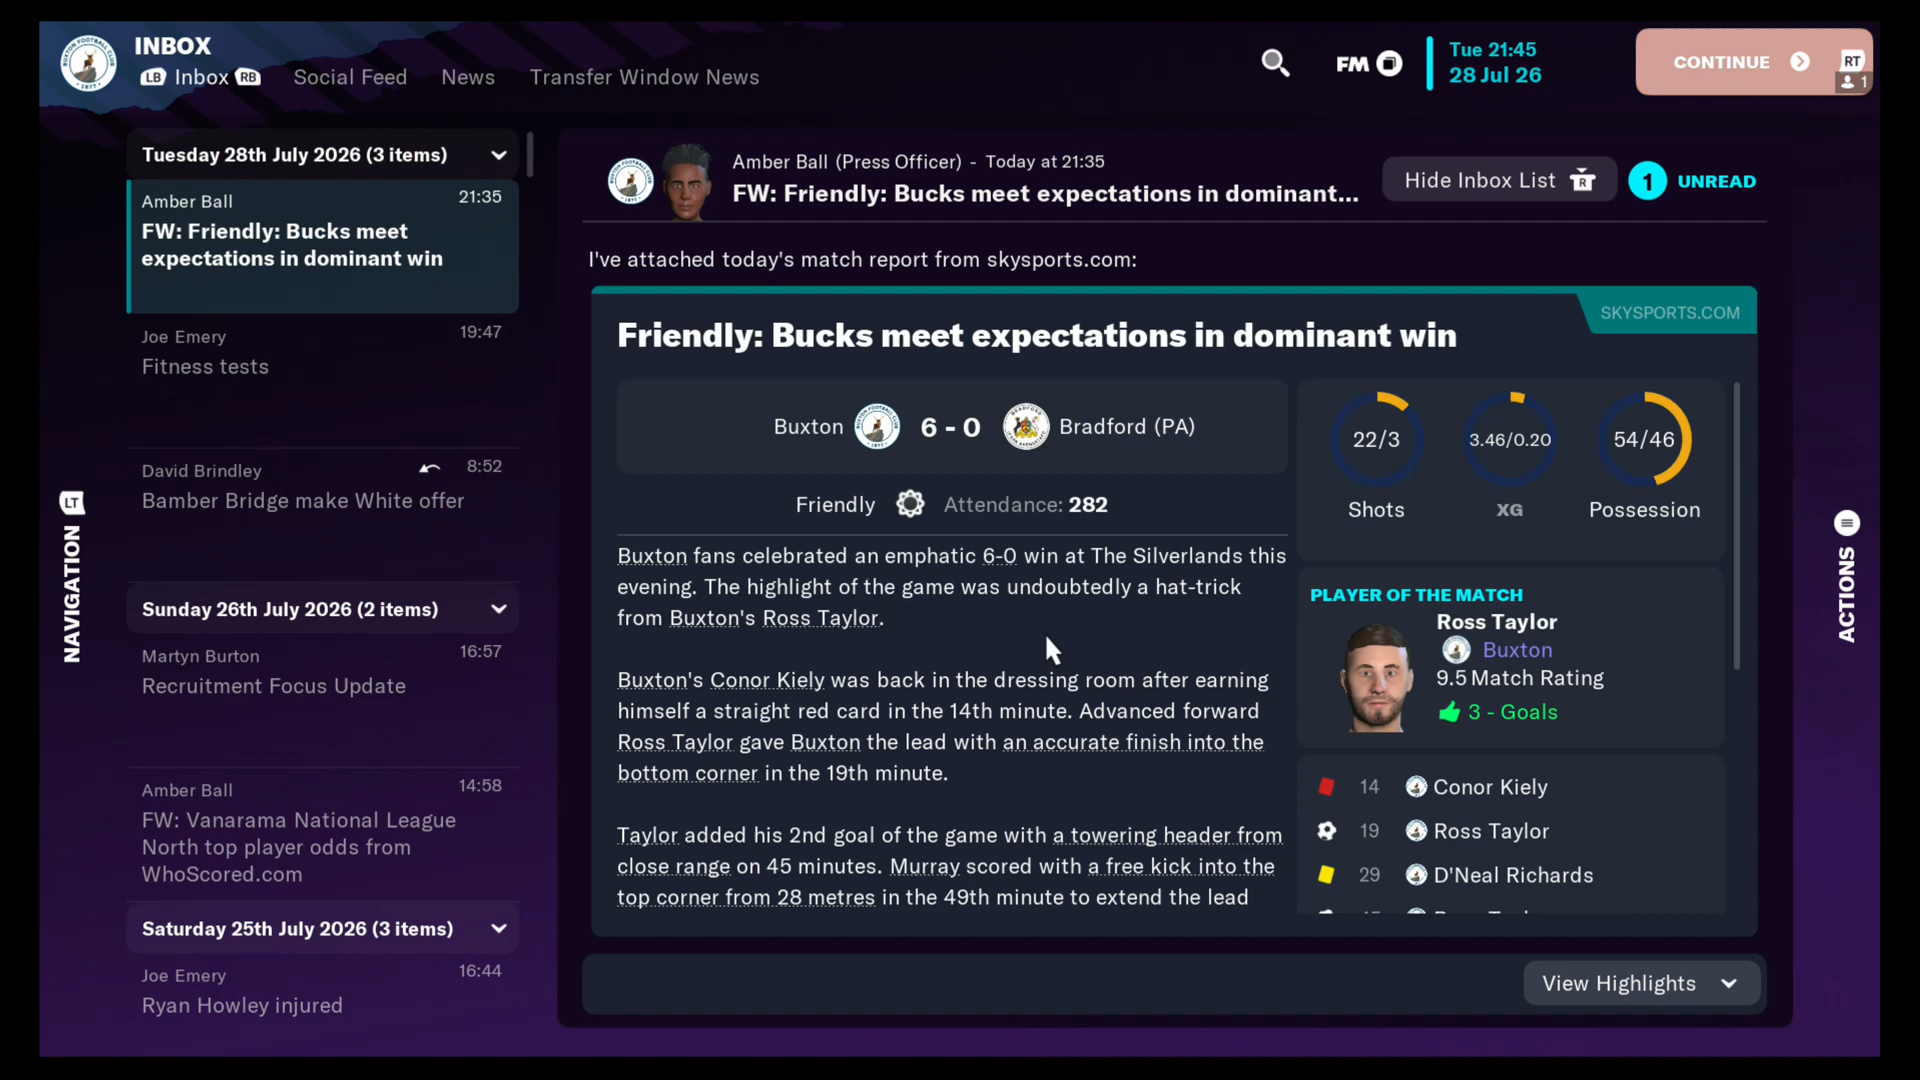 INBOX
LB Inbox RB Social Feed News Transfer Window News
FM
Tue 21:45
28 Jul 26
CONTINUE
RT
1
LT
NAVIGATION
Tuesday 28th July 2026 (3 items)
Amber Ball 21:35
FW: Friendly: Bucks meet
expectations in dominant win
Joe Emery 19:47
Fitness tests
David Brindley 8:52
Bamber Bridge make White offer
Sunday 26th July 2026 (2 items)
Martyn Burton 16:57
Recruitment Focus Update
Amber Ball 14:58
FW: Vanarama National League
North top player odds from
WhoScored.com
Saturday 25th July 2026 (3 items)
Joe Emery 16:44
Ryan Howley injured
Amber Ball (Press Officer) - Today at 21:35
FW: Friendly: Bucks meet expectations in dominant...
Hide Inbox List R
1 UNREAD
I've attached today's match report from skysports.com:
SKYSPORTS.COM
Friendly: Bucks meet expectations in dominant win
Buxton 6 - 0 Bradford (PA)
Friendly Attendance: 282
Buxton fans celebrated an emphatic 6-0 win at The Silverlands this
evening. The highlight of the game was undoubtedly a hat-trick
from Buxton's Ross Taylor.
Buxton's Conor Kiely was back in the dressing room after earning
himself a straight red card in the 14th minute. Advanced forward
Ross Taylor gave Buxton the lead with an accurate finish into the
bottom corner in the 19th minute.
Taylor added his 2nd goal of the game with a towering header from
close range on 45 minutes. Murray scored with a free kick into the
top corner from 28 metres in the 49th minute to extend the lead
22/3 3.46/0.20 54/46
Shots XG Possession
PLAYER OF THE MATCH
Ross Taylor
Buxton
9.5 Match Rating
3 - Goals
14 Conor Kiely
19 Ross Taylor
29 D'Neal Richards
View Highlights
ACTIONS